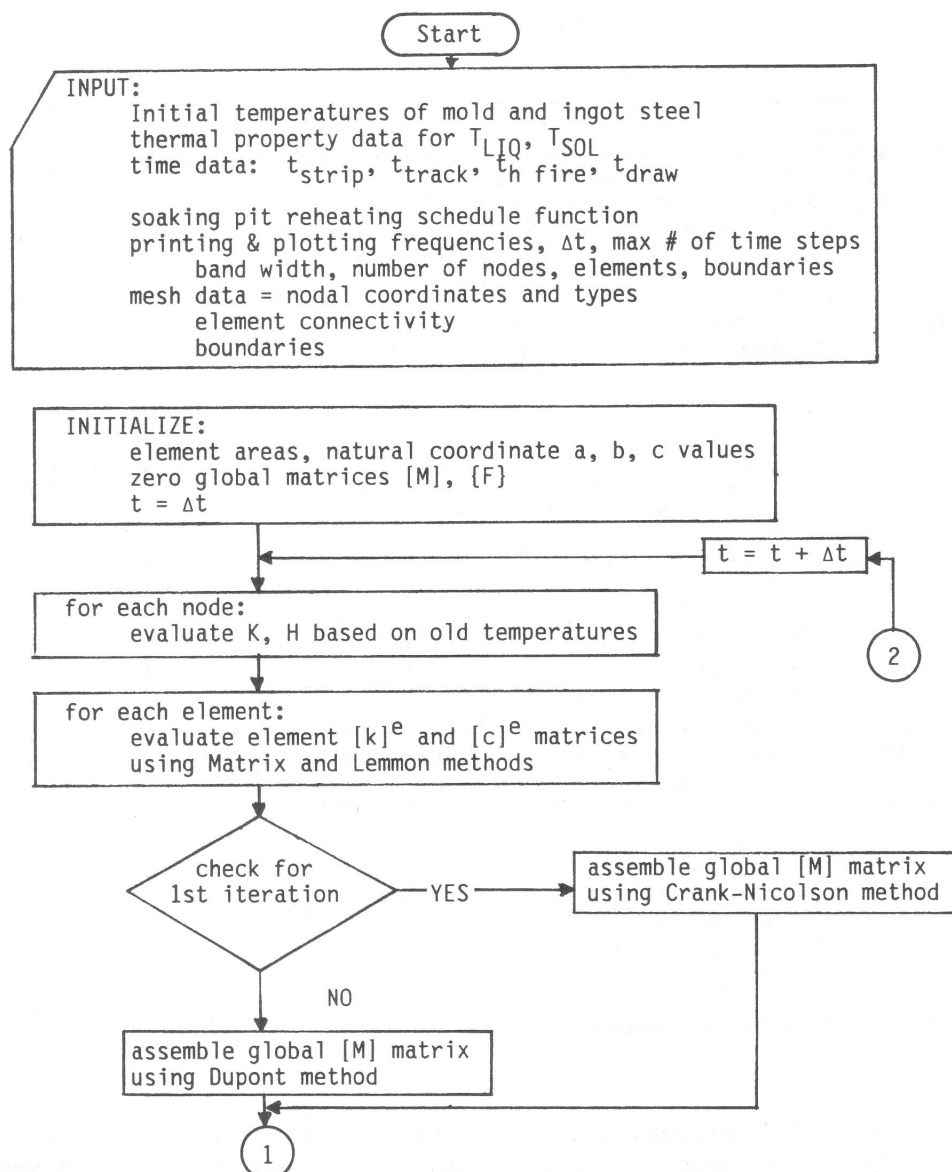 Start
INPUT:
Initial temperatures of mold and ingot steel
thermal property data for T_LIQ, T_SOL
time data: t_strip, t_track, t_h fire, t_draw
soaking pit reheating schedule function
printing & plotting frequencies, Δt, max # of time steps
band width, number of nodes, elements, boundaries
mesh data = nodal coordinates and types
element connectivity
boundaries
INITIALIZE:
element areas, natural coordinate a, b, c values
zero global matrices [M], {F}
t = Δt
t = t + Δt
for each node:
evaluate K, H based on old temperatures
2
for each element:
evaluate element [k]^e and [c]^e matrices
using Matrix and Lemmon methods
check for
1st iteration
YES
assemble global [M] matrix
using Crank-Nicolson method
NO
assemble global [M] matrix
using Dupont method
1